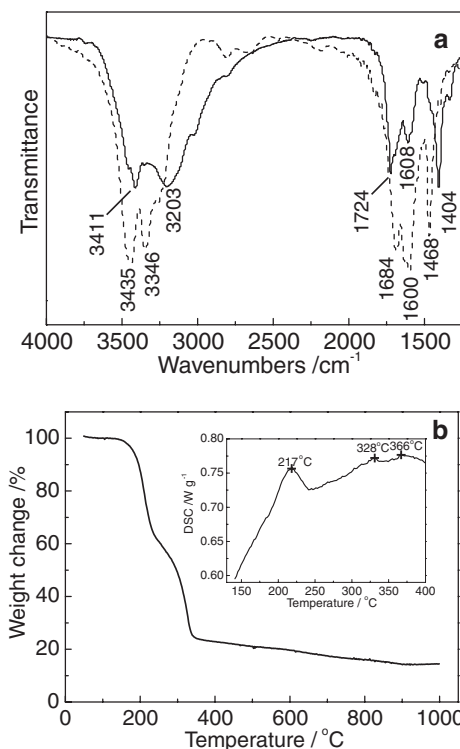 a
Transmittance
3411
3435
3346
3203
1724
1684
1608
1600
1468
1404
4000 3500 3000 2500 2000 1500
Wavenumbers /cm-1
b
Weight change /%
100
80
60
40
20
0
0 200 400 600 800 1000
Temperature / °C
DSC /W g-1
0.80
0.75
0.70
0.65
0.60
217°C
328°C
366°C
150 200 250 300 350 400
Temperature / °C